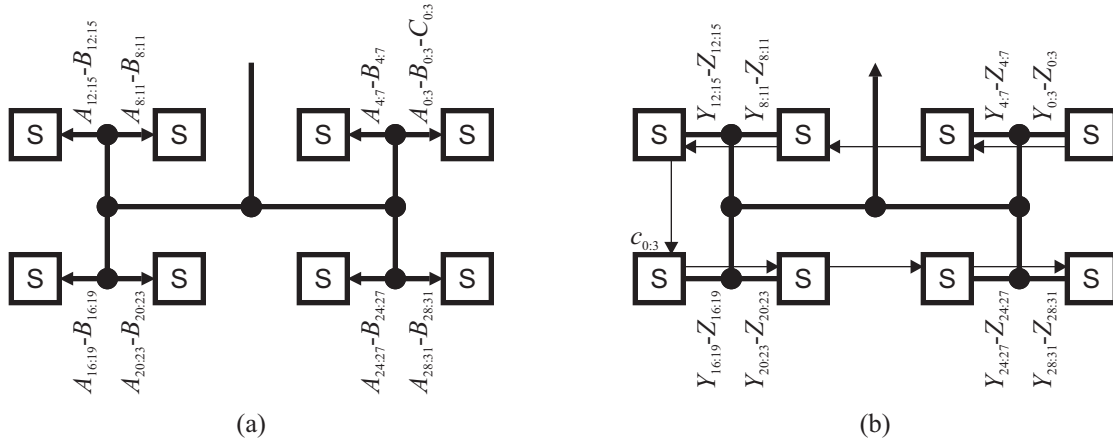 A12:15-B12:15
A8:11-B8:11
A4:7-B4:7
A0:3-B0:3-C0:3
S
S
S
S
S
S
S
S
A16:19-B16:19
A20:23-B20:23
A24:27-B24:27
A28:31-B28:31
(a)
Y12:15-Z12:15
Y8:11-Z8:11
Y4:7-Z4:7
Y0:3-Z0:3
S
S
S
S
c0:3
S
S
S
S
Y16:19-Z16:19
Y20:23-Z20:23
Y24:27-Z24:27
Y28:31-Z28:31
(b)